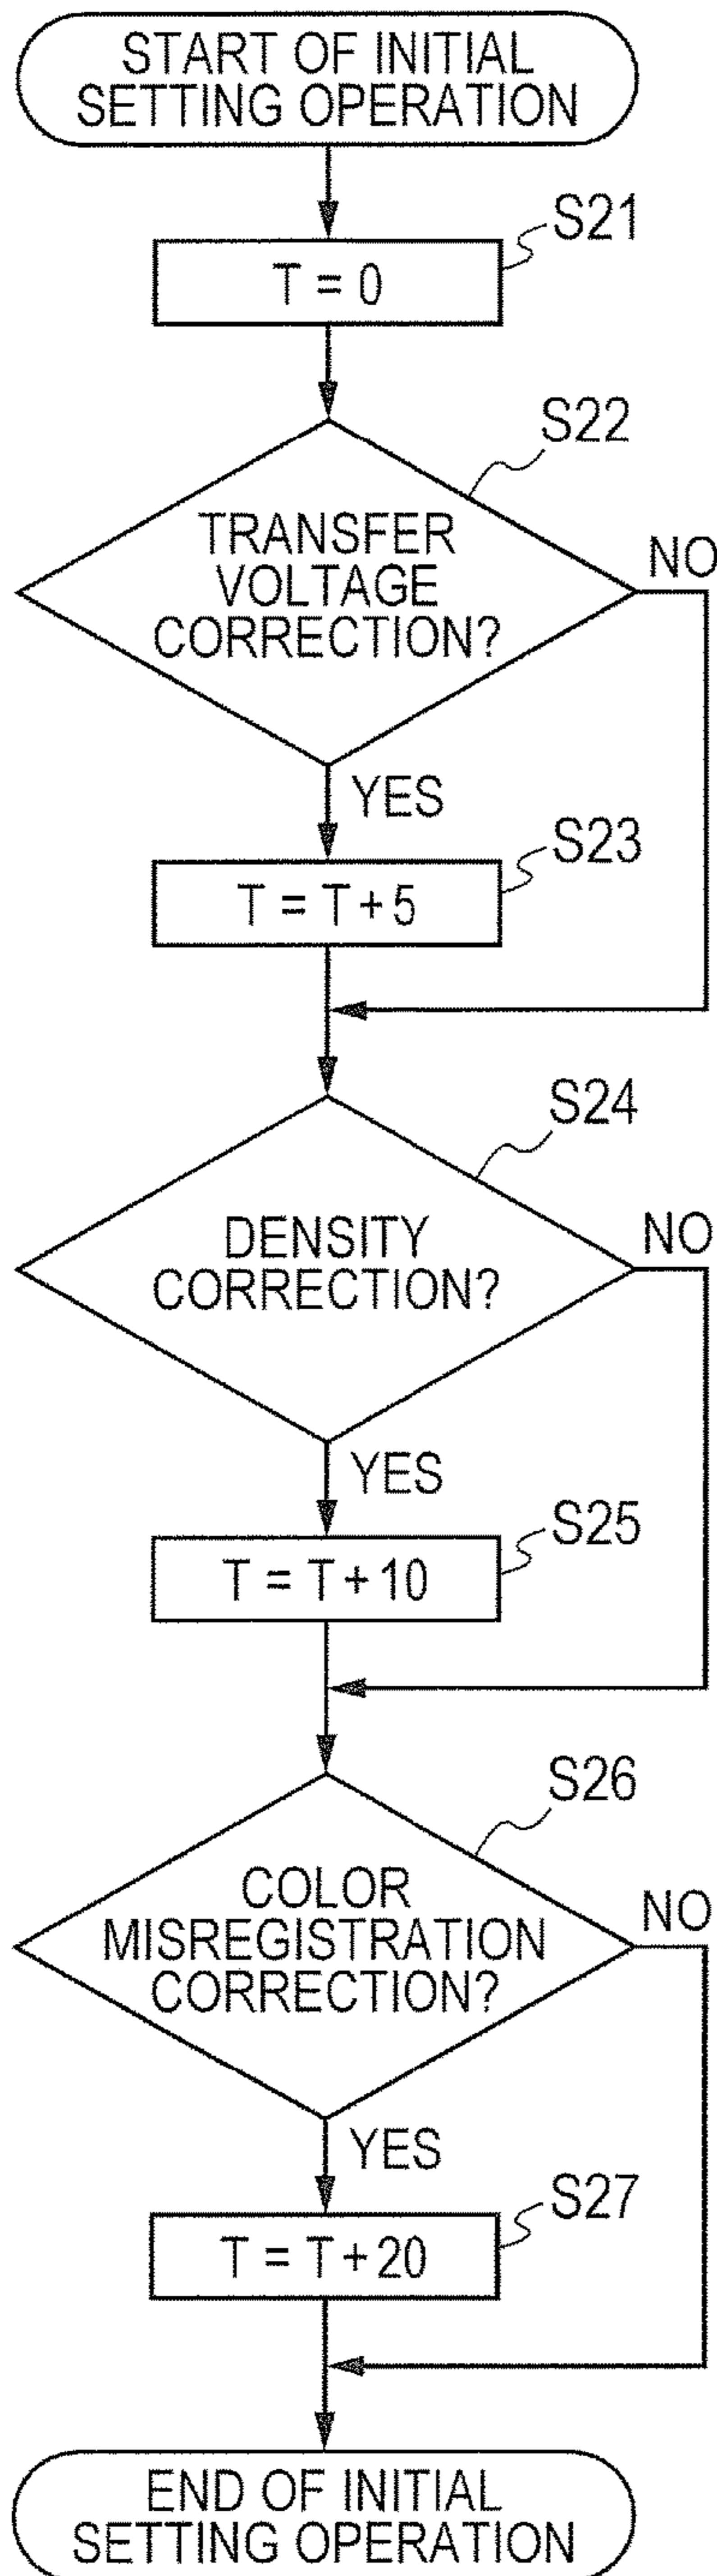 START OF INITIAL
SETTING OPERATION
S21
T = 0
S22
TRANSFER
VOLTAGE
CORRECTION?
NO
YES
S23
T = T + 5
S24
DENSITY
CORRECTION?
NO
YES
S25
T = T + 10
S26
COLOR
MISREGISTRATION
CORRECTION?
NO
YES
S27
T = T + 20
END OF INITIAL
SETTING OPERATION